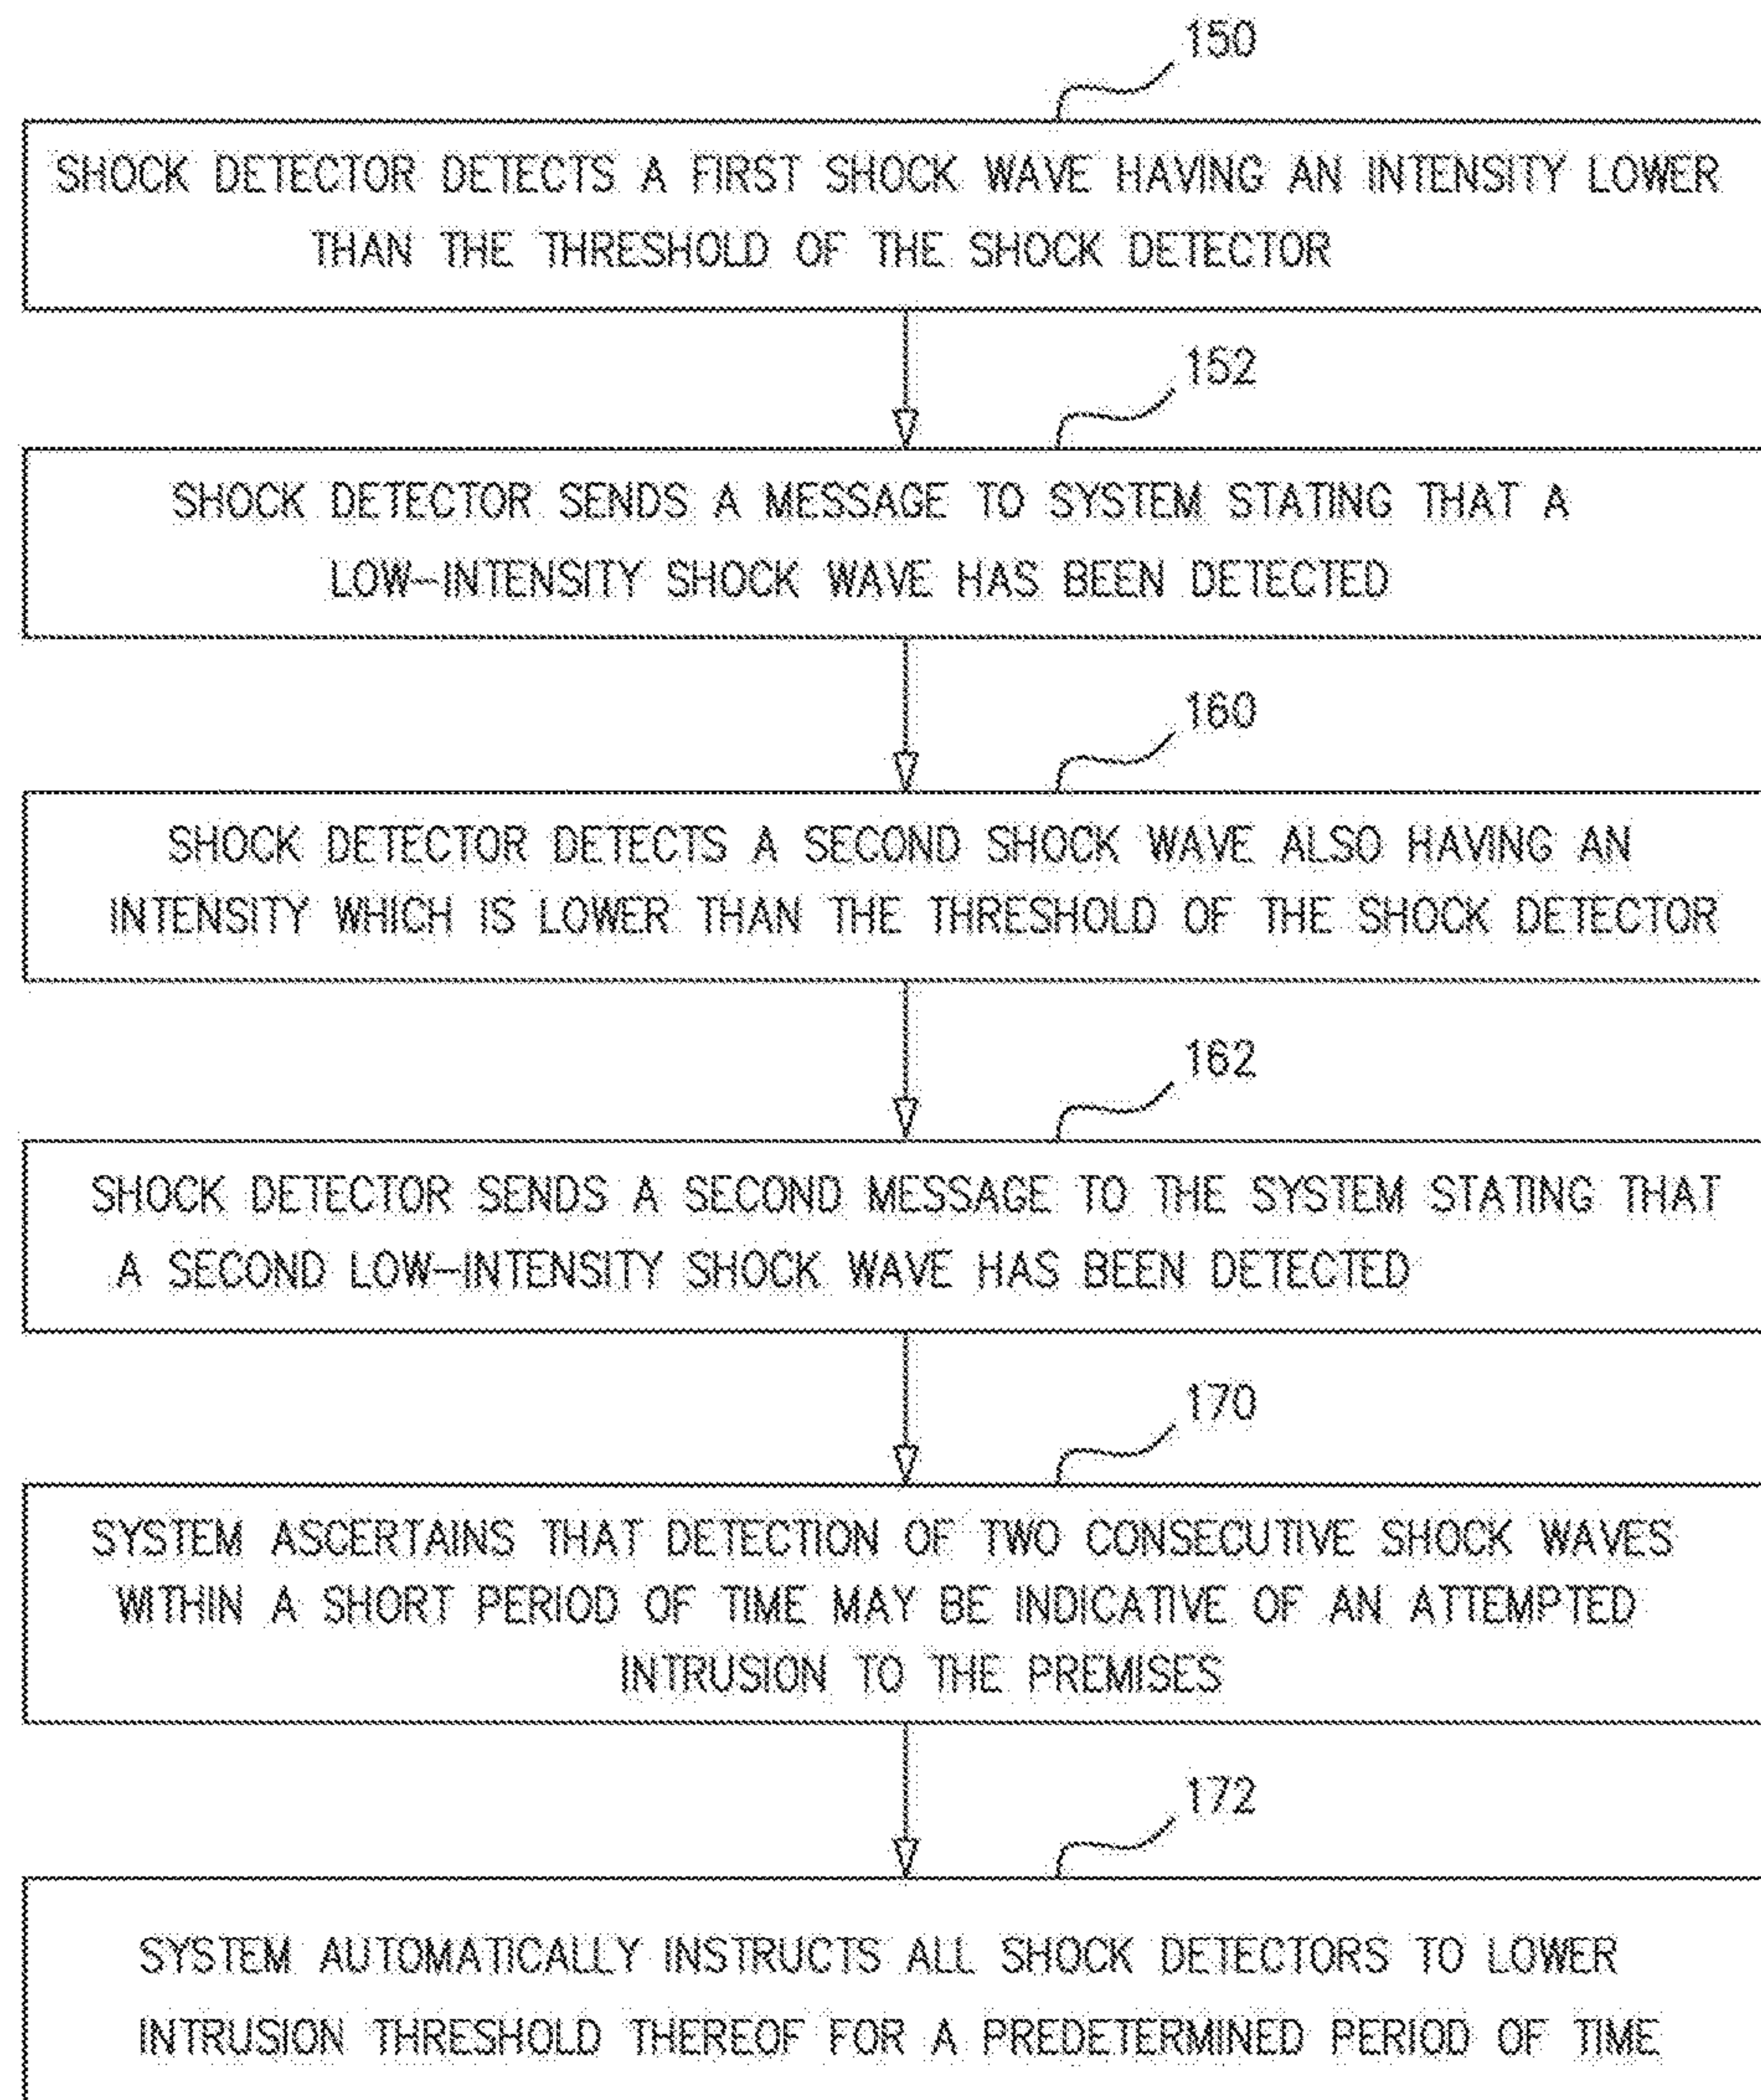 150
SHOCK DETECTOR DETECTS A FIRST SHOCK WAVE HAVING AN INTENSITY LOWER
THAN THE THRESHOLD OF THE SHOCK DETECTOR
152
SHOCK DETECTOR SENDS A MESSAGE TO SYSTEM STATING THAT A
LOW-INTENSITY SHOCK WAVE HAS BEEN DETECTED
160
SHOCK DETECTOR DETECTS A SECOND SHOCK WAVE ALSO HAVING AN
INTENSITY WHICH IS LOWER THAN THE THRESHOLD OF THE SHOCK DETECTOR
162
SHOCK DETECTOR SENDS A SECOND MESSAGE TO THE SYSTEM STATING THAT
A SECOND LOW-INTENSITY SHOCK WAVE HAS BEEN DETECTED
170
SYSTEM ASCERTAINS THAT DETECTION OF TWO CONSECUTIVE SHOCK WAVES
WITHIN A SHORT PERIOD OF TIME MAY BE INDICATIVE OF AN ATTEMPTED
INTRUSION TO THE PREMISES
172
SYSTEM AUTOMATICALLY INSTRUCTS ALL SHOCK DETECTORS TO LOWER
INTRUSION THRESHOLD THEREOF FOR A PREDETERMINED PERIOD OF TIME